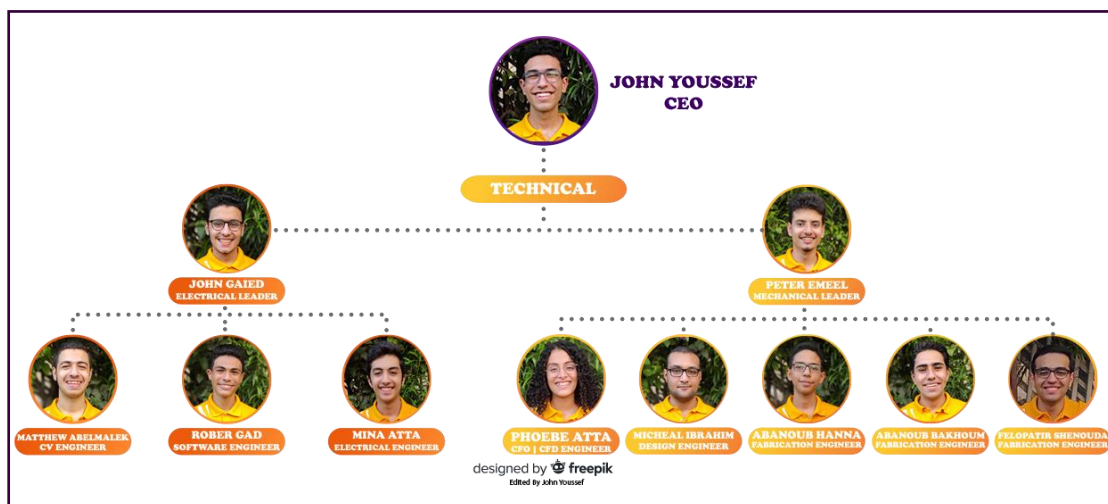 JOHN YOUSSEF
CEO
TECHNICAL
JOHN GAIED
ELECTRICAL LEADER
PETER EMEEL
MECHANICAL LEADER
MATTHEW ABELMALEK
CV ENGINEER
ROBER GAD
SOFTWARE ENGINEER
MINA ATTA
ELECTRICAL ENGINEER
PHOEBE ATTA
CFO | CFD ENGINEER
MICHEAL IBRAHIM
DESIGN ENGINEER
ABANOUB HANNA
FABRICATION ENGINEER
ABANOUB BAKHOUM
FABRICATION ENGINEER
FELOPATIR SHENOUDA
FABRICATION ENGINEER
designed by freepik
Edited By John Youssef